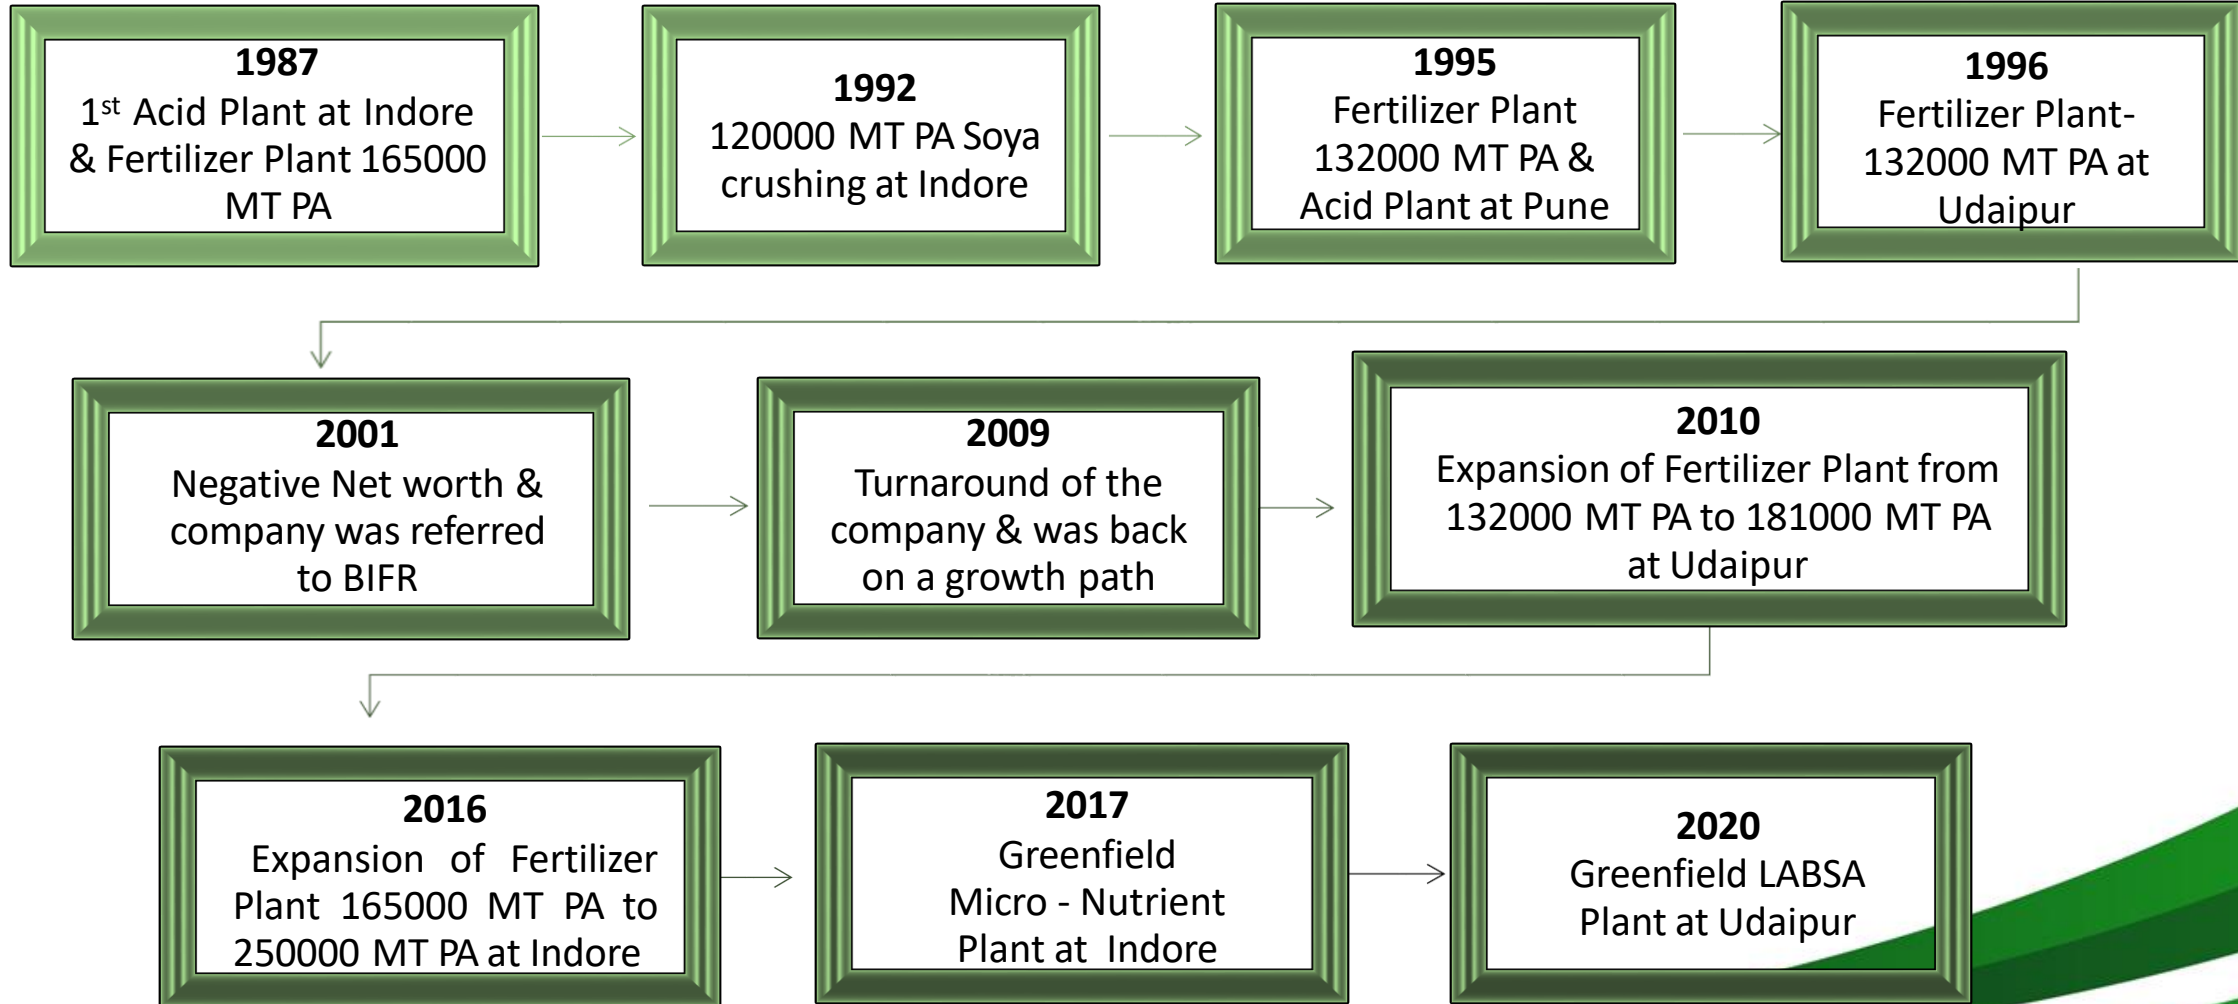 1987
1st Acid Plant at Indore
& Fertilizer Plant 165000
MT PA
1992
120000 MT PA Soya
crushing at Indore
1995
Fertilizer Plant
132000 MT PA &
Acid Plant at Pune
1996
Fertilizer Plant-
132000 MT PA at
Udaipur
2001
Negative Net worth &
company was referred
to BIFR
2009
Turnaround of the
company & was back
on a growth path
2010
Expansion of Fertilizer Plant from
132000 MT PA to 181000 MT PA
at Udaipur
2016
Expansion of Fertilizer
Plant 165000 MT PA to
250000 MT PA at Indore
2017
Greenfield
Micro - Nutrient
Plant at Indore
2020
Greenfield LABSA
Plant at Udaipur